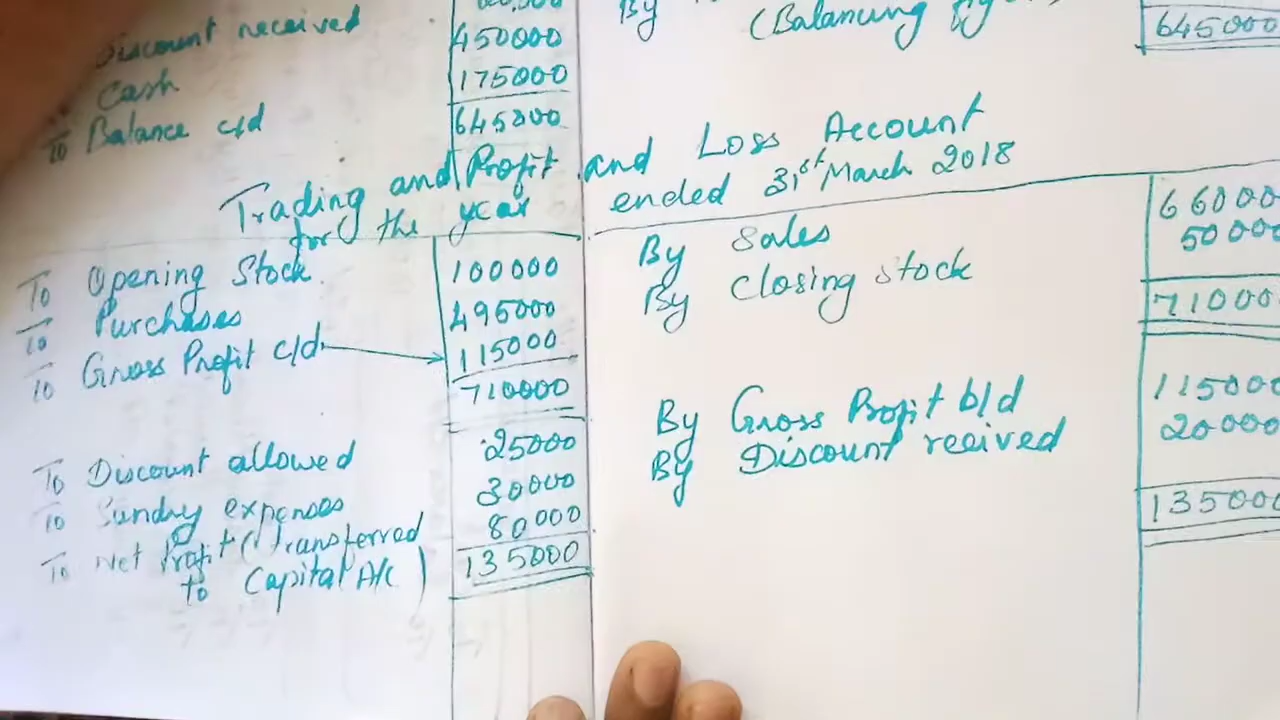 Discount received
Cash 450000
To Balance c/d 175000
645000
By
(Balancing
645000
Trading and Profit and Loss Account
for the year ended 31st March 2018
To Opening Stock 100000
To Purchases 495000
To Gross Profit c/d 115000
710000
To Discount allowed 25000
To Sundry expenses 30000
To Net Profit (Transferred 80000
to Capital A/c) 135000
By Sales 66000
By Closing stock 50000
71000
By Gross Profit b/d 115000
By Discount received 20000
135000